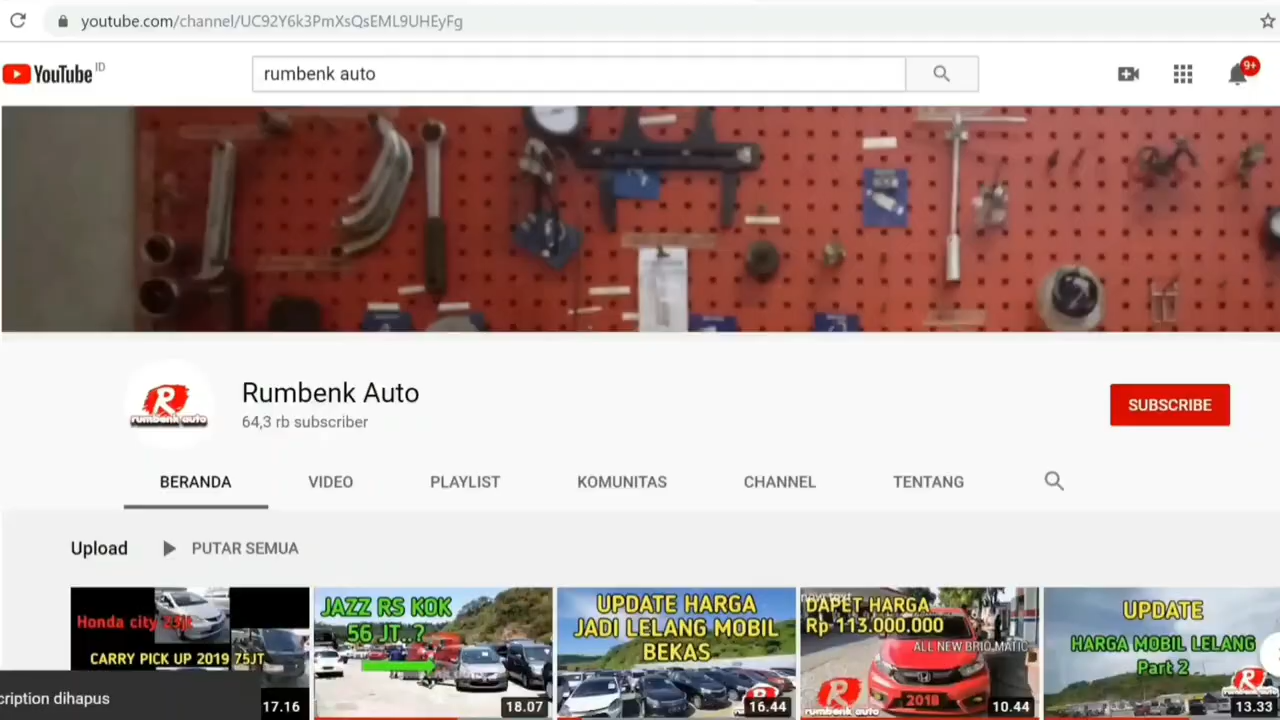 youtube.com/channel/UC92Y6k3PmXsQsEML9UHEyFg
YouTube ID
rumbenk auto
9+
R
rumbenk auto
Rumbenk Auto
64,3 rb subscriber
SUBSCRIBE
BERANDA VIDEO PLAYLIST KOMUNITAS CHANNEL TENTANG
Upload PUTAR SEMUA
Honda city
CARRY PICK UP 2019 75JT
17.16
JAZZ RS KOK
56 JT..?
18.07
UPDATE HARGA
JADI LELANG MOBIL
BEKAS
R
16.44
DAPET HARGA
Rp 113.000.000
ALL NEW BRIO MATIC
2018
R
rumbenk auto
10.44
UPDATE
HARGA MOBIL LELANG
Part 2
R
13.33
cription dihapus